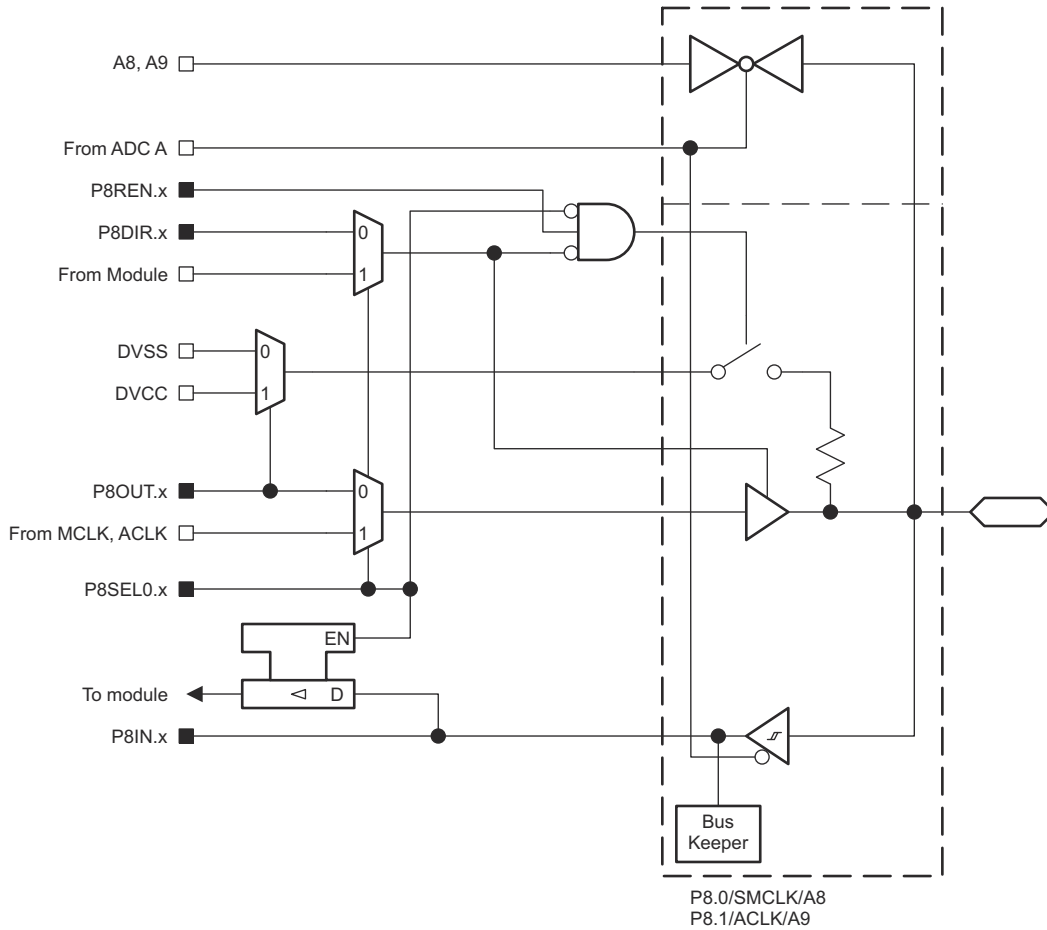 A8, A9
From ADC A
P8REN.x
P8DIR.x
0
From Module
1
DVSS
0
DVCC
1
P8OUT.x
0
From MCLK, ACLK
1
P8SEL0.x
EN
To module
D
P8IN.x
Bus
Keeper
P8.0/SMCLK/A8
P8.1/ACLK/A9